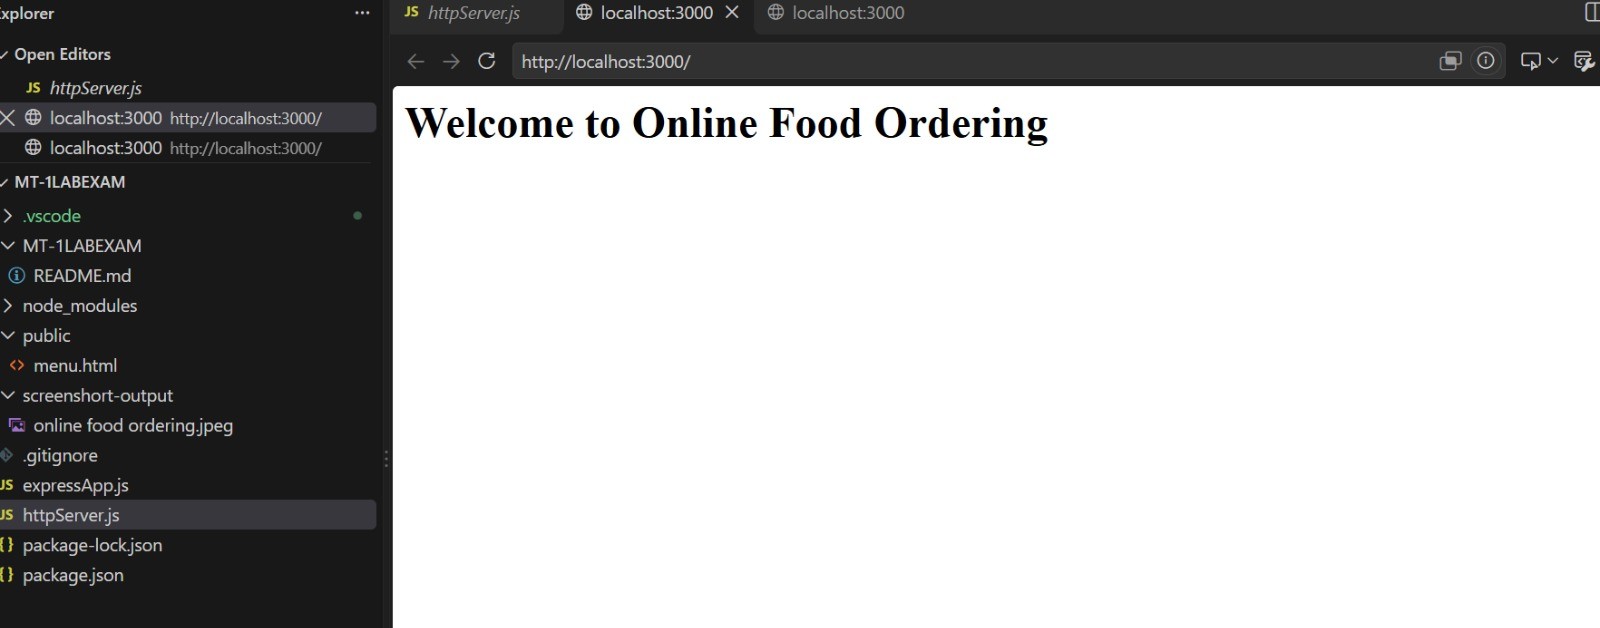 Explorer ···
Open Editors
JS httpServer.js
localhost:3000 http://localhost:3000/
localhost:3000 http://localhost:3000/
MT-1LABEXAM
.vscode
MT-1LABEXAM
README.md
node_modules
public
menu.html
screenshort-output
online food ordering.jpeg
.gitignore
JS expressApp.js
JS httpServer.js
{} package-lock.json
{} package.json
JS httpServer.js
localhost:3000
localhost:3000
http://localhost:3000/
Welcome to Online Food Ordering